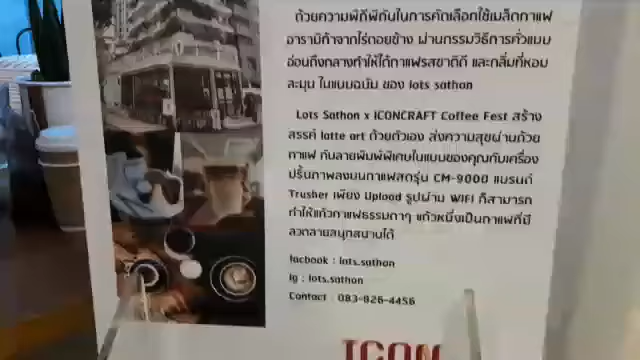 ด้วยความพิถีพิถันในการคัดเลือกใช้เมล็ดกาแฟ
อาราบิก้าจากไร่ดอยช้าง ผ่านกรรมวิธีการคั่วแบบ
อ่อนถึงกลางทำให้ได้กาแฟรสชาติดี และกลิ่นที่หอม
ละมุน ในแบบฉบับ ของ lots sathon
Lots Sathon x ICONCRAFT Coffee Fest สร้าง
สรรค์ latte art ด้วยตัวเอง ส่งความสุขผ่านถ้วย
กาแฟ กับลายพิมพ์พิเศษในแบบของคุณกับเครื่อง
ปริ้นภาพลงบนกาแฟสดรุ่น CM-900D แบรนด์
Trusher เพียง Upload รูปผ่าน WIFI ก็สามารถ
ทำให้แก้วกาแฟธรรมดาๆ แก้วหนึ่งเป็นกาแฟที่มี
ลวดลายสนุกสนานได้
facbook : lots.sathon
ig : lots.sathon
Contact : 083-826-4456
ICON